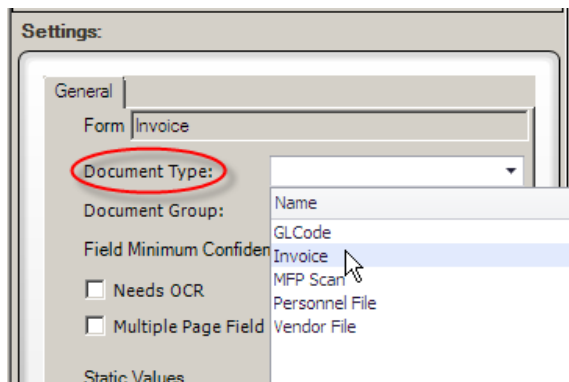 Settings:
General
Form Invoice
Document Type:
Document Group:
Name
GLCode
Field Minimum Confiden
Invoice
MFP Scan
Needs OCR
Personnel File
Multiple Page Field
Vendor File
Static Values